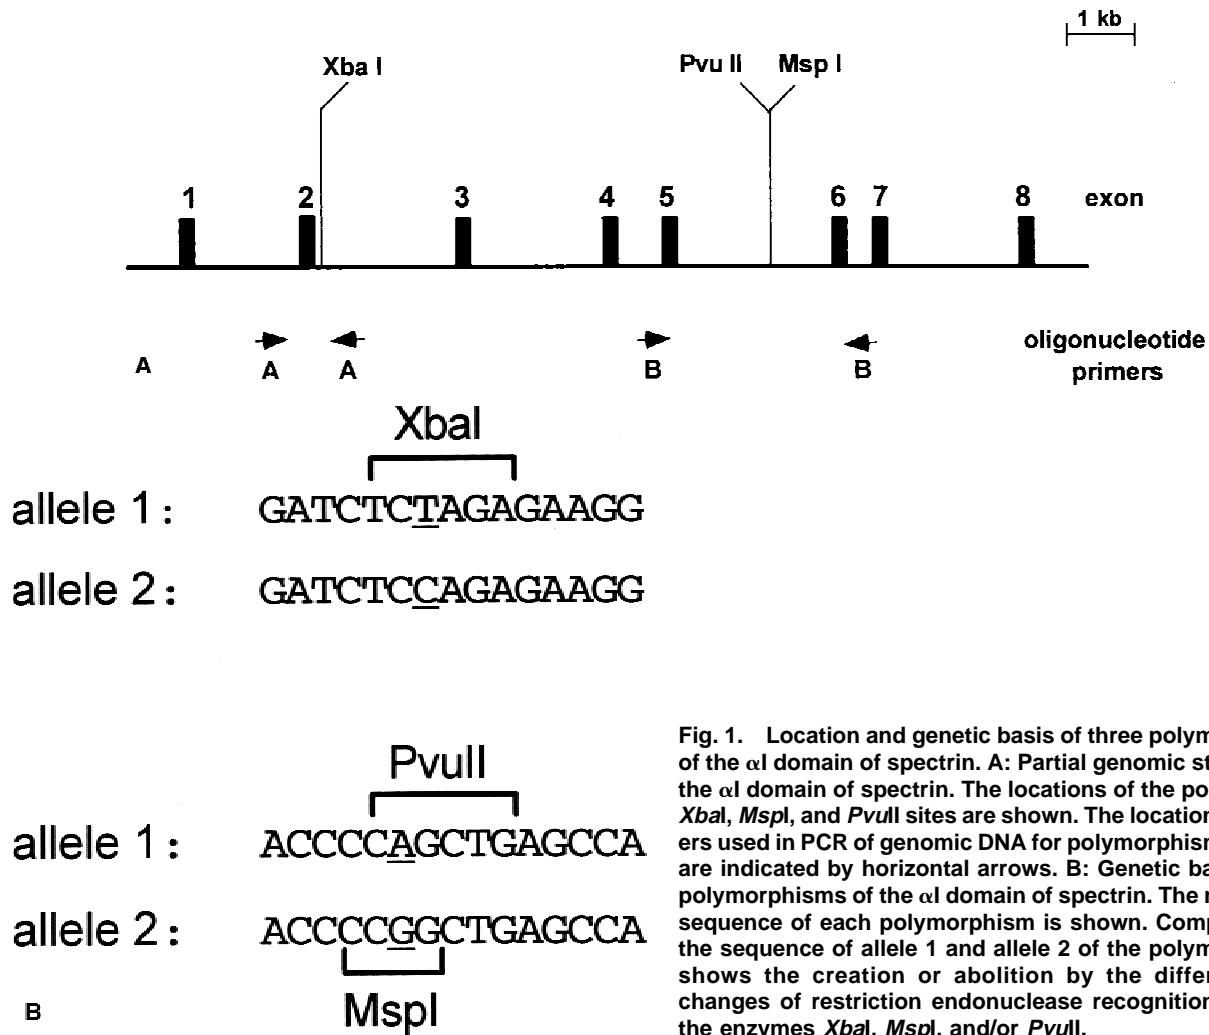 1 kb
Xba I
Pvu II Msp I
1 2 3 4 5 6 7 8 exon
A A A B B oligonucleotide
primers
XbaI
allele 1: GATCTCTAGAGAAGG
allele 2: GATCTCCAGAGAAGG
PvuII
allele 1: ACCCCAGCTGAGCCA
allele 2: ACCCCGGCTGAGCCA
MspI
B
Fig. 1. Location and genetic basis of three polym
of the αI domain of spectrin. A: Partial genomic st
the αI domain of spectrin. The locations of the po
XbaI, MspI, and PvuII sites are shown. The location
ers used in PCR of genomic DNA for polymorphism
are indicated by horizontal arrows. B: Genetic ba
polymorphisms of the αI domain of spectrin. The n
sequence of each polymorphism is shown. Comp
the sequence of allele 1 and allele 2 of the polym
shows the creation or abolition by the differ
changes of restriction endonuclease recognition
the enzymes XbaI, MspI, and/or PvuII.